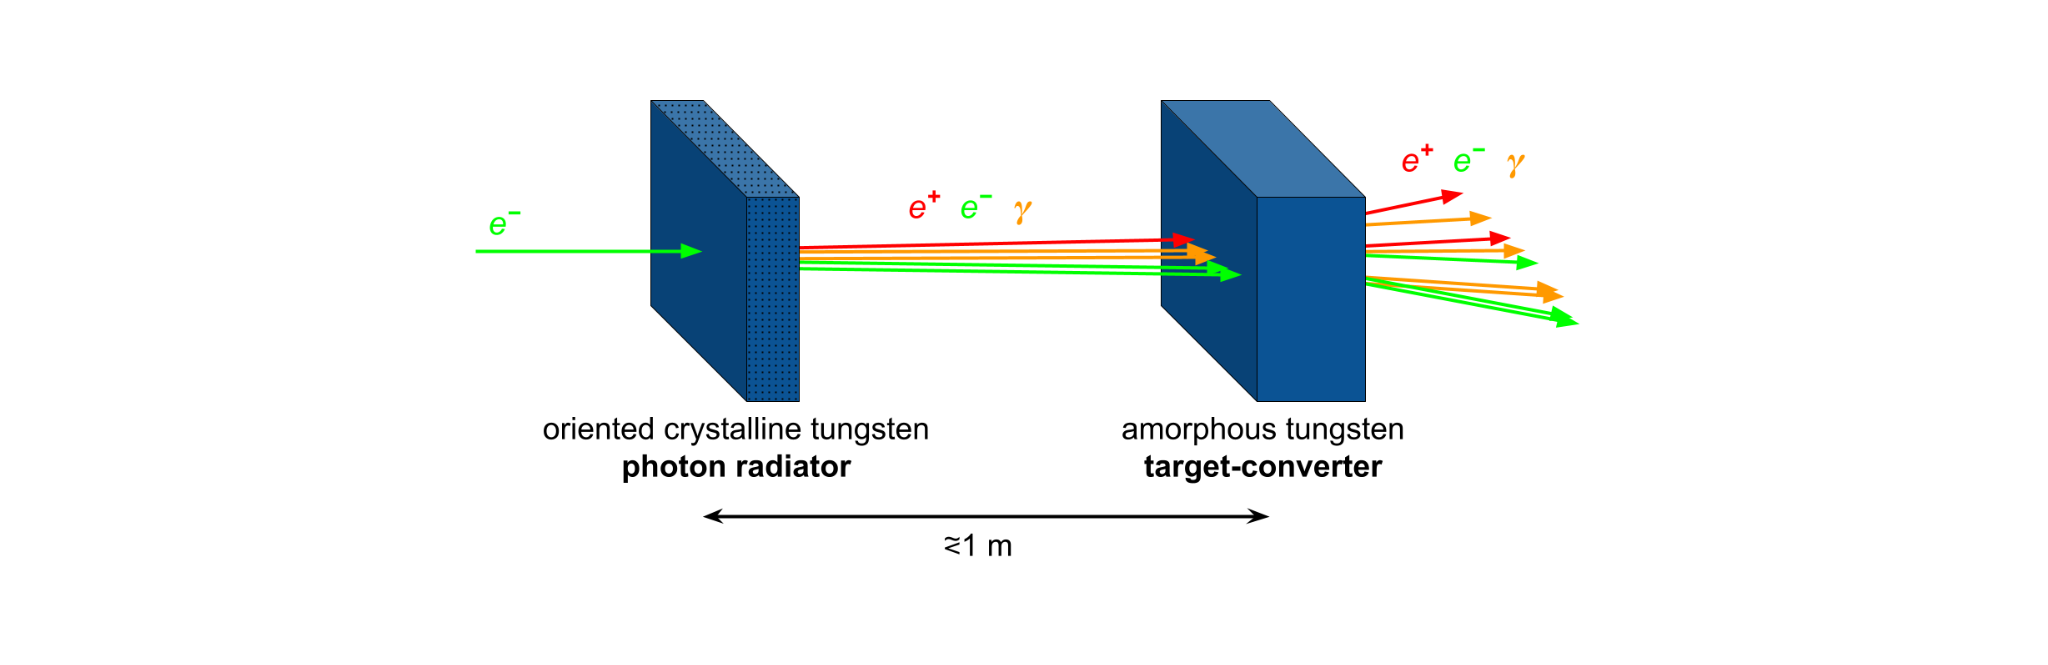 e⁻
e⁺ e⁻ γ
e⁺ e⁻ γ
oriented crystalline tungsten
photon radiator
amorphous tungsten
target-converter
⪞1 m